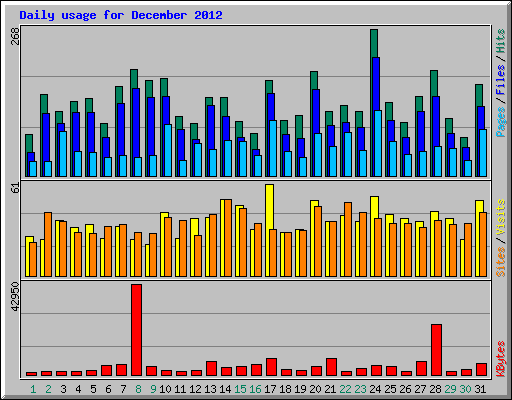 Daily usage for December 2012
268
Pages / Files / Hits
61
Sites / Visits
42950
KBytes
1 2 3 4 5 6 7 8 9 10 11 12 13 14 15 16 17 18 19 20 21 22 23 24 25 26 27 28 29 30 31